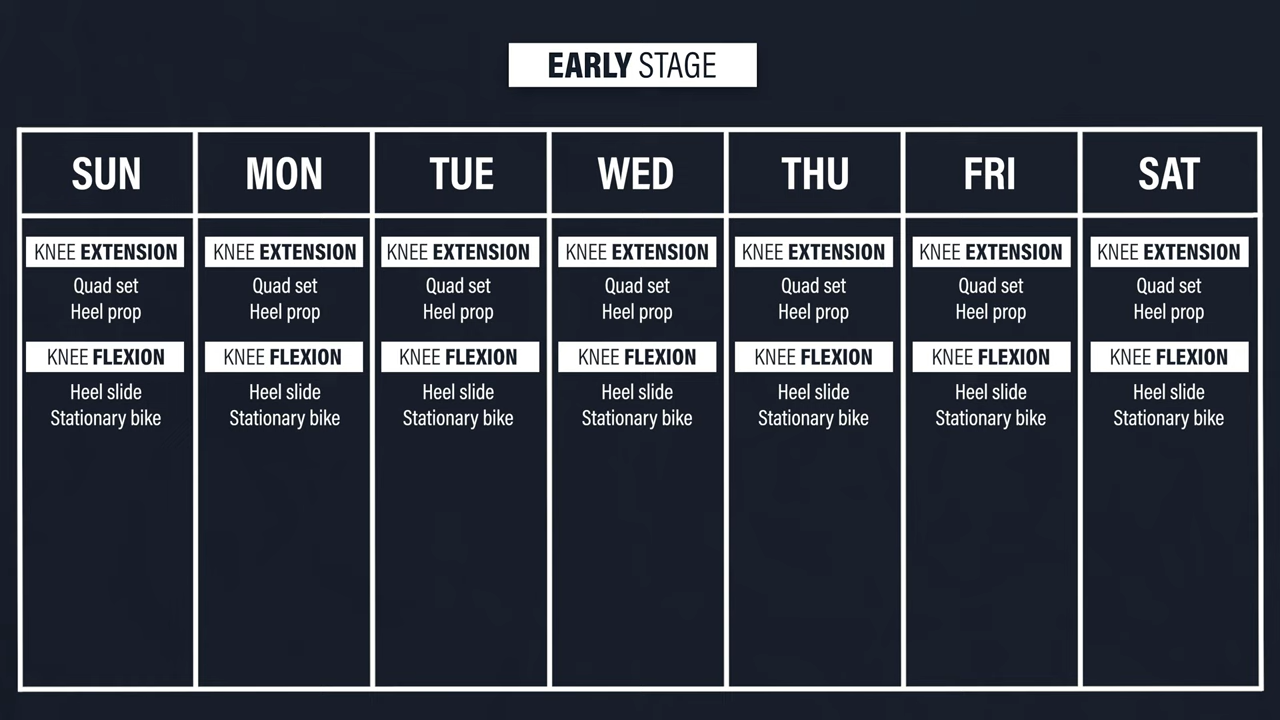 EARLY STAGE
SUN MON TUE WED THU FRI SAT
KNEE EXTENSION KNEE EXTENSION KNEE EXTENSION KNEE EXTENSION KNEE EXTENSION KNEE EXTENSION KNEE EXTENSION
Quad set Quad set Quad set Quad set Quad set Quad set Quad set
Heel prop Heel prop Heel prop Heel prop Heel prop Heel prop Heel prop
KNEE FLEXION KNEE FLEXION KNEE FLEXION KNEE FLEXION KNEE FLEXION KNEE FLEXION KNEE FLEXION
Heel slide Heel slide Heel slide Heel slide Heel slide Heel slide Heel slide
Stationary bike Stationary bike Stationary bike Stationary bike Stationary bike Stationary bike Stationary bike